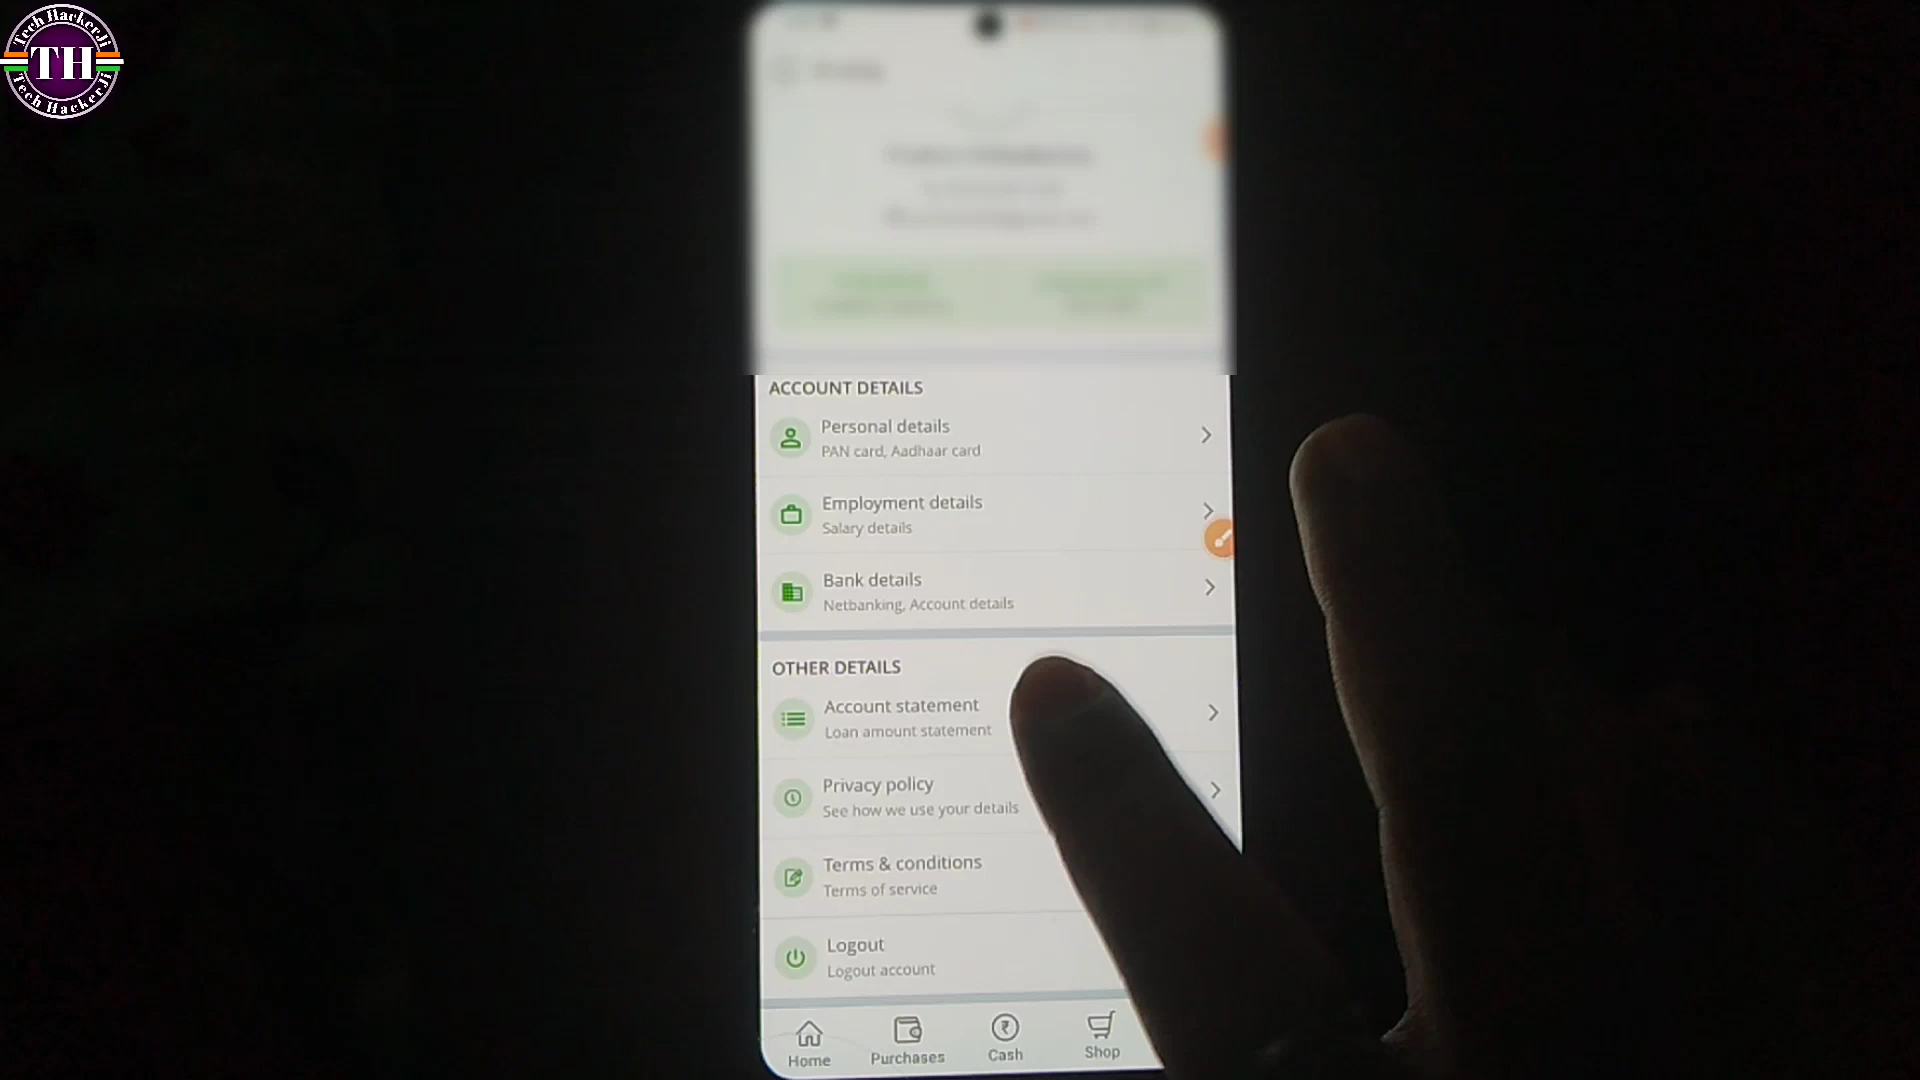 Tech HackerJi
TH
Tech HackerJi
ACCOUNT DETAILS
Personal details
PAN card, Aadhaar card
Employment details
Salary details
Bank details
Netbanking, Account details
OTHER DETAILS
Account statement
Loan amount statement
Privacy policy
See how we use your details
Terms & conditions
Terms of service
Logout
Logout account
Home
Purchases
Cash
Shop